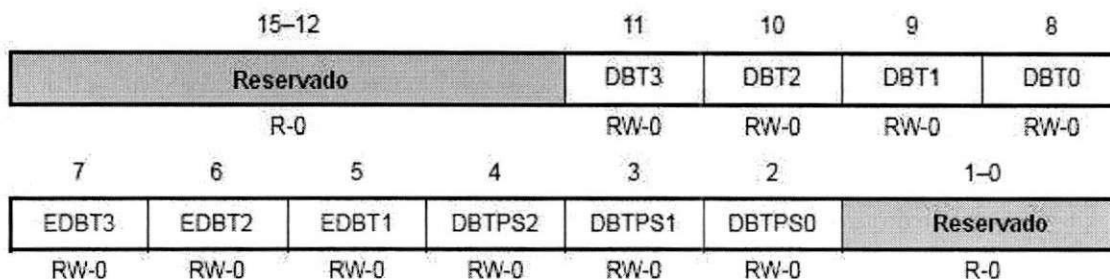 15–12 11 10 9 8
Reservado DBT3 DBT2 DBT1 DBT0
R-0 RW-0 RW-0 RW-0 RW-0
7 6 5 4 3 2 1–0
EDBT3 EDBT2 EDBT1 DBTPS2 DBTPS1 DBTPS0 Reservado
RW-0 RW-0 RW-0 RW-0 RW-0 RW-0 R-0